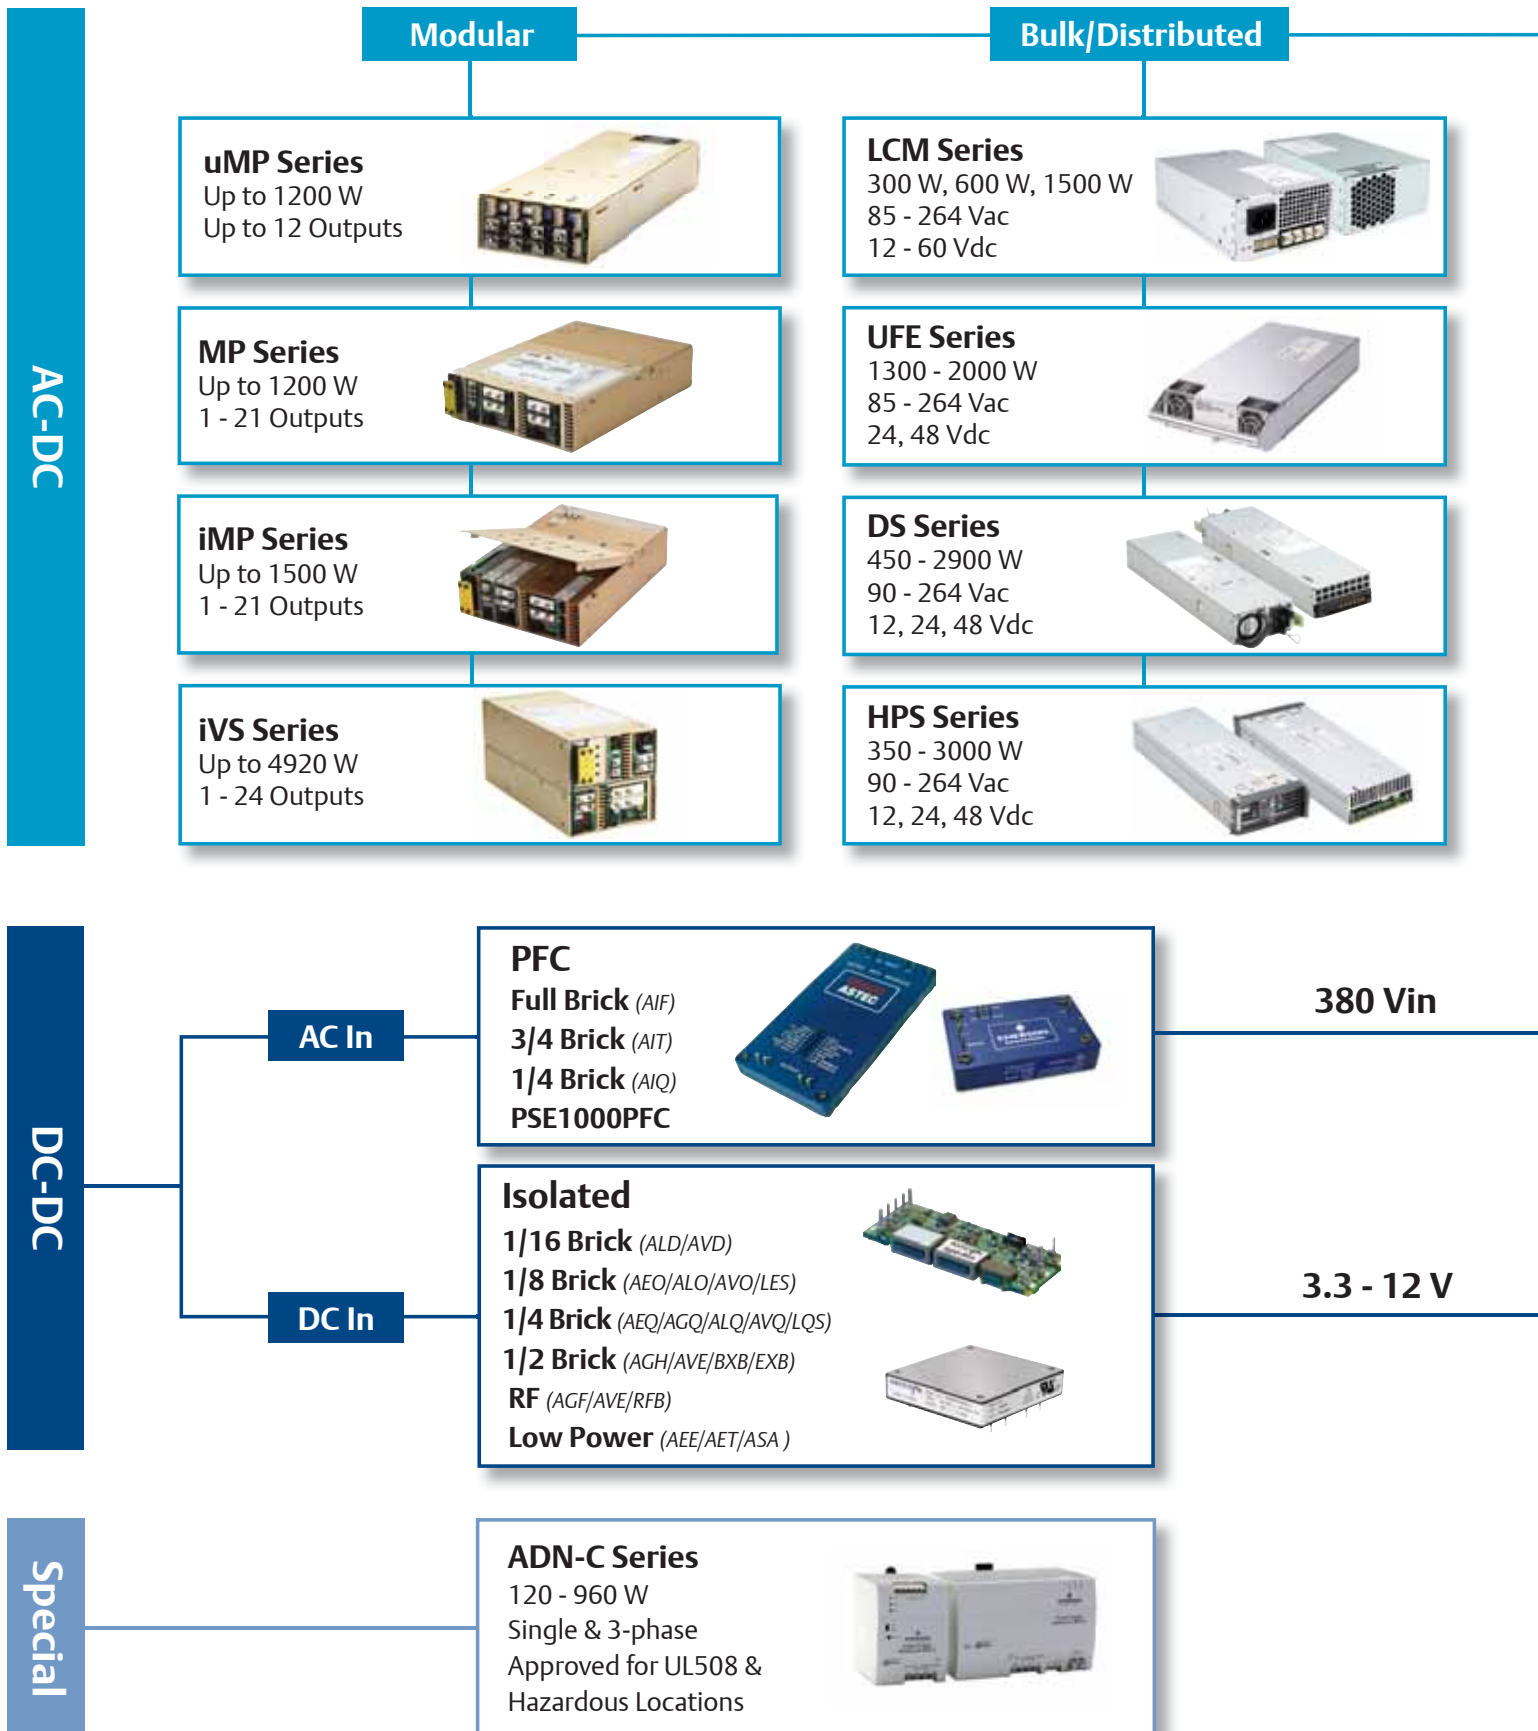 AC-DC
Modular
Bulk/Distributed
uMP Series
Up to 1200 W
Up to 12 Outputs
MP Series
Up to 1200 W
1 - 21 Outputs
iMP Series
Up to 1500 W
1 - 21 Outputs
iVS Series
Up to 4920 W
1 - 24 Outputs
LCM Series
300 W, 600 W, 1500 W
85 - 264 Vac
12 - 60 Vdc
UFE Series
1300 - 2000 W
85 - 264 Vac
24, 48 Vdc
DS Series
450 - 2900 W
90 - 264 Vac
12, 24, 48 Vdc
HPS Series
350 - 3000 W
90 - 264 Vac
12, 24, 48 Vdc
DC-DC
AC In
PFC
Full Brick (AIF)
3/4 Brick (AIT)
1/4 Brick (AIQ)
PSE1000PFC
ASTEC
EMERSON
380 Vin
DC In
Isolated
1/16 Brick (ALD/AVD)
1/8 Brick (AEO/ALO/AVO/LES)
1/4 Brick (AEQ/AGQ/ALQ/AVQ/LQS)
1/2 Brick (AGH/AVE/BXB/EXB)
RF (AGF/AVE/RFB)
Low Power (AEE/AET/ASA )
3.3 - 12 V
Special
ADN-C Series
120 - 960 W
Single & 3-phase
Approved for UL508 &
Hazardous Locations